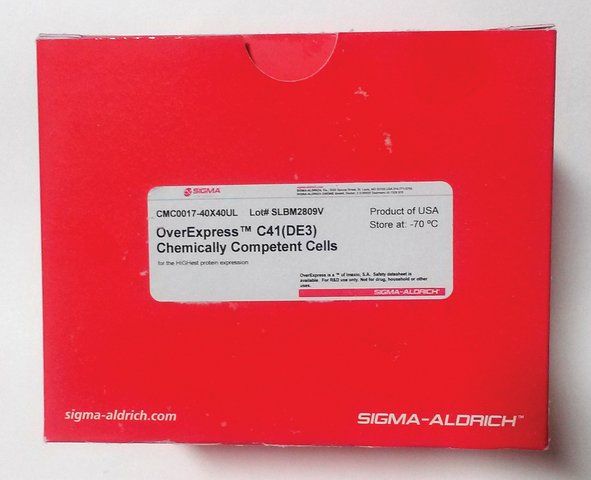 SIGMA
CMC0017-40X40UL Lot# SLBM2809V
Product of USA
OverExpress™ C41(DE3)
Store at: -70 ºC
Chemically Competent Cells
for the HIGHest protein expression
OverExpress is a ™ of Imaxio, S.A. Safety datasheet is
available. For R&D use only. Not for drug, household or other
uses.
SIGMA-ALDRICH
sigma-aldrich.com
SIGMA-ALDRICH™